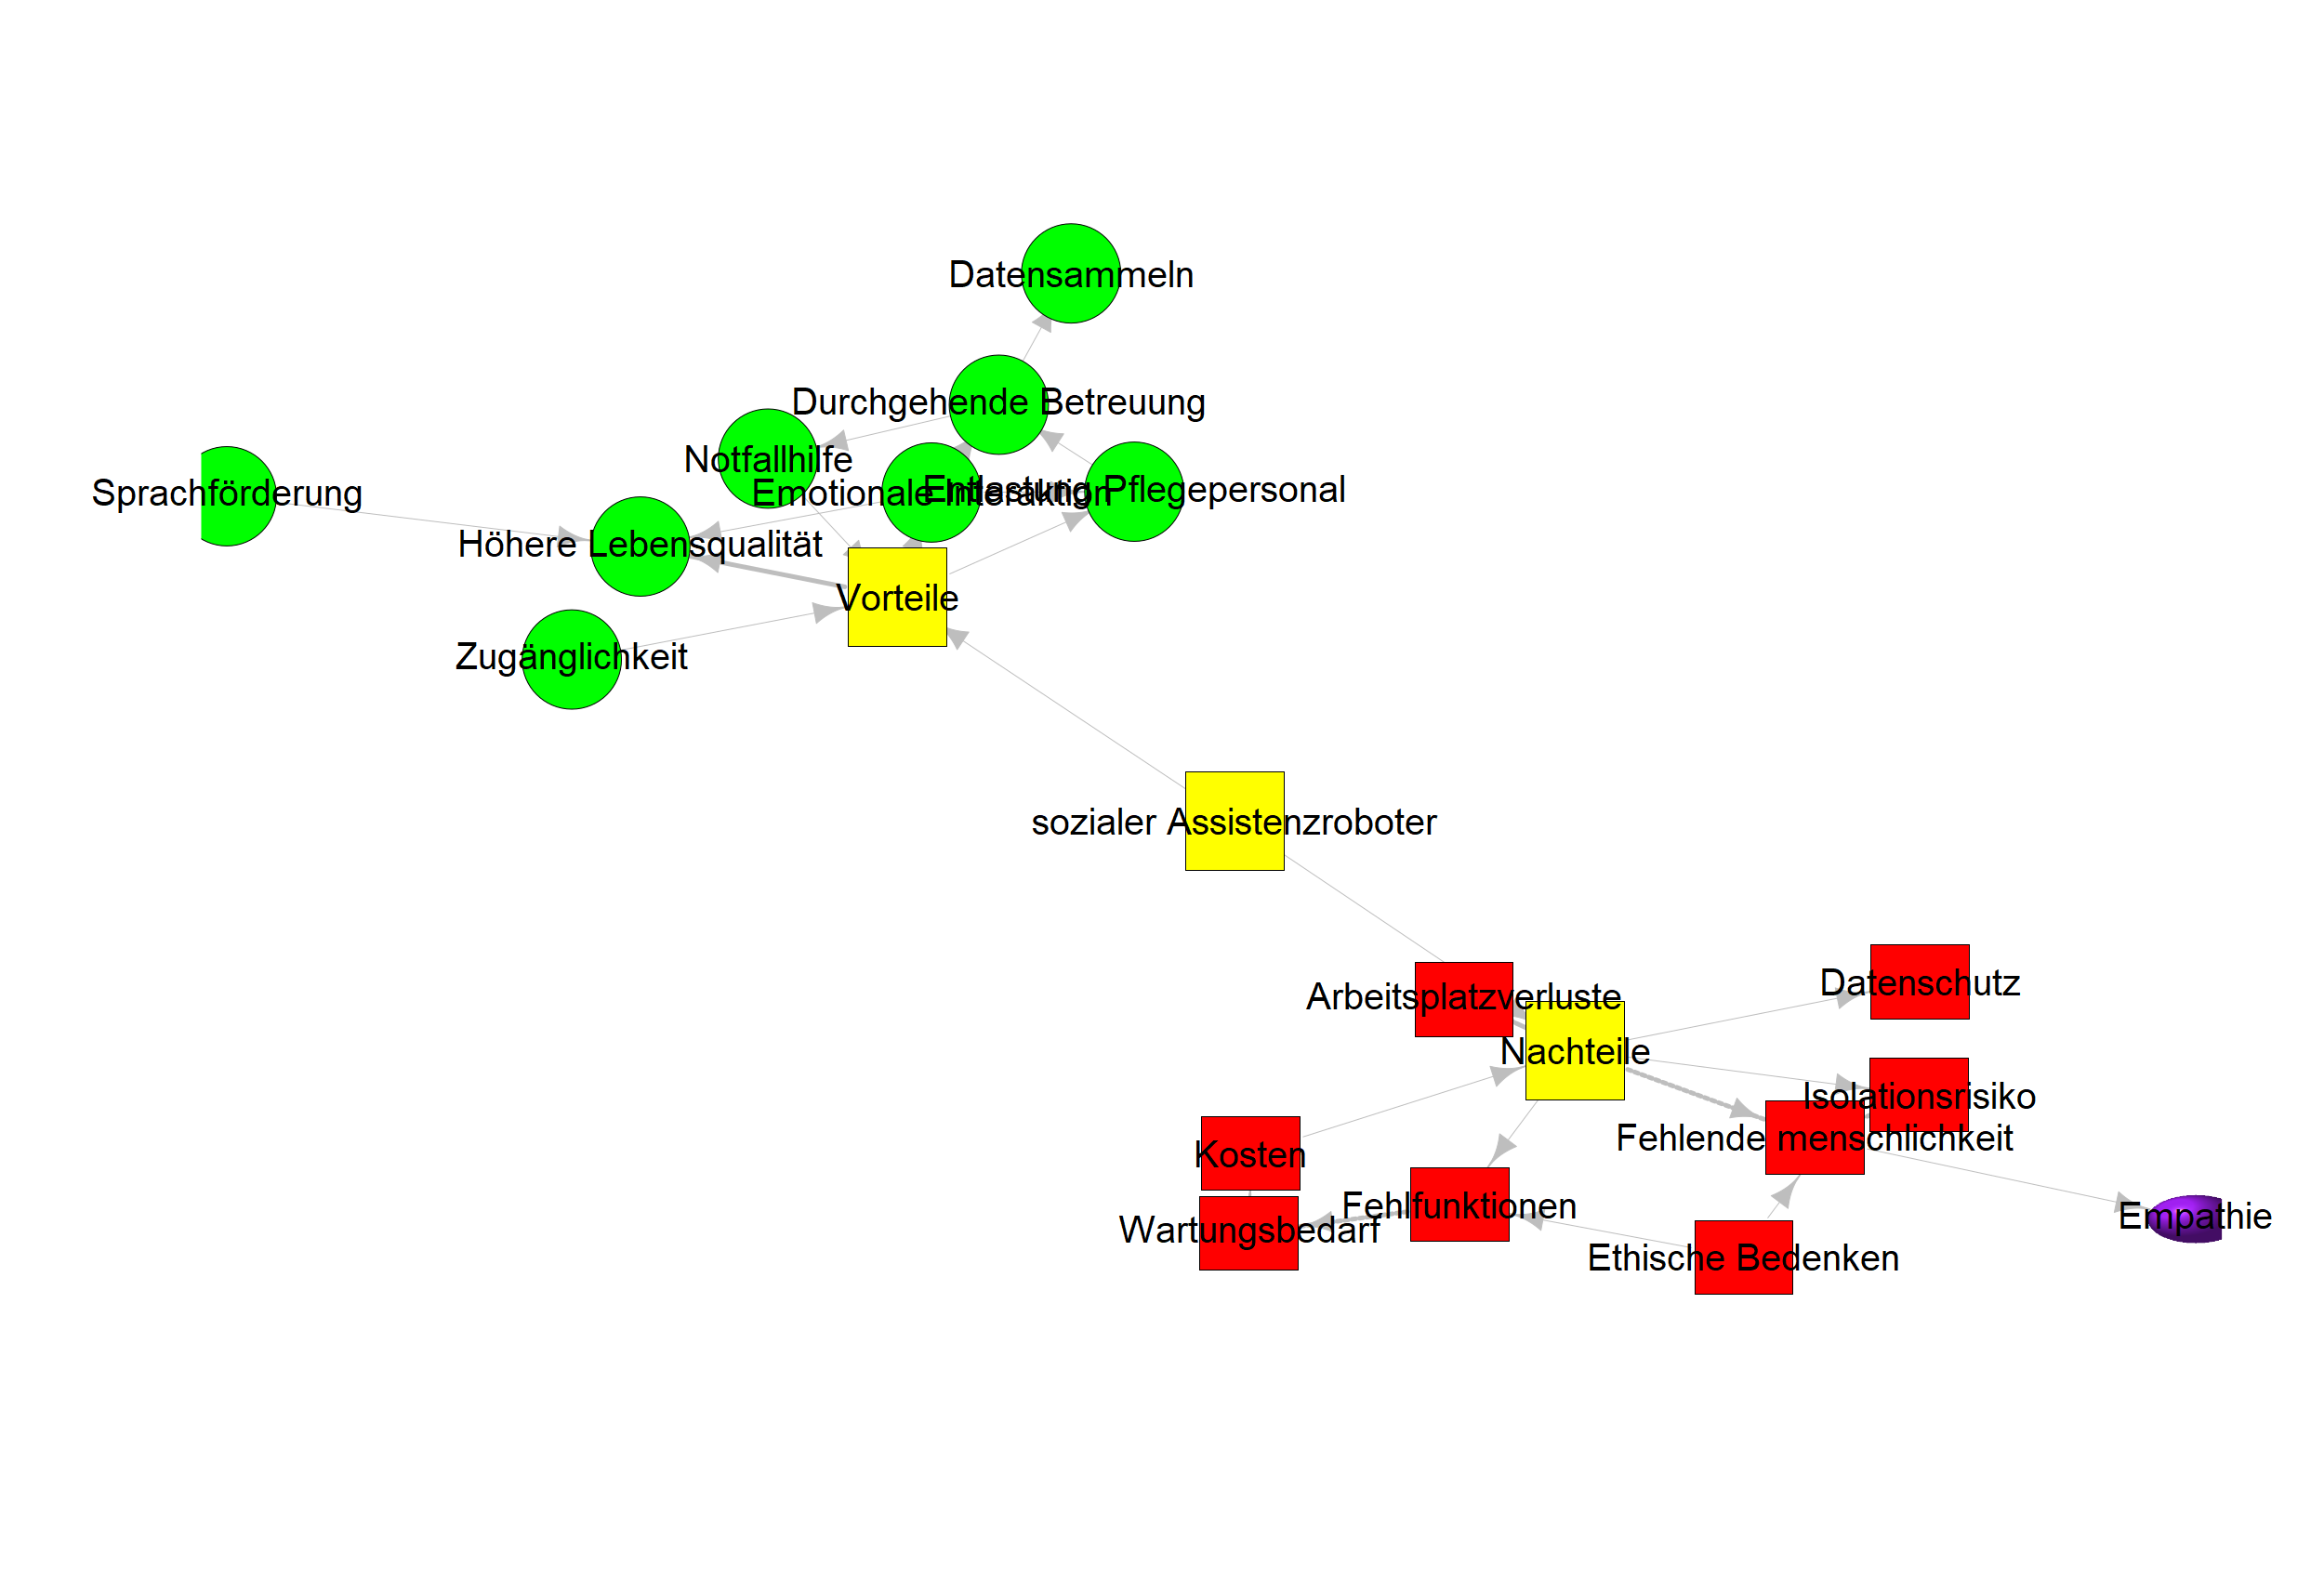 Datensammeln
Durchgehende Betreuung
Notfallhilfe
Sprachförderung
Emotionale Interaktion
Entlastung Pflegepersonal
Höhere Lebensqualität
Vorteile
Zugänglichkeit
sozialer Assistenzroboter
Datenschutz
Arbeitsplatzverluste
Nachteile
Isolationsrisiko
Fehlende menschlichkeit
Kosten
Fehlfunktionen
Empathie
Wartungsbedarf
Ethische Bedenken